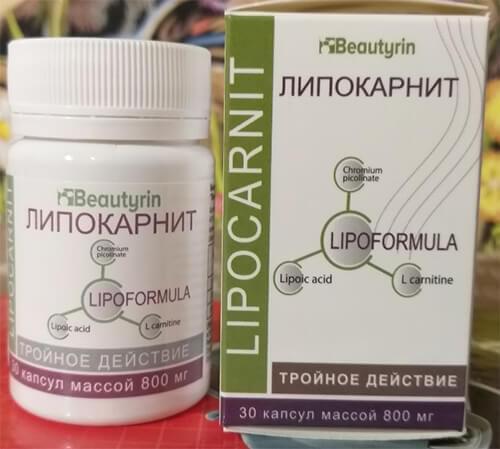 Beautyrin
ЛИПОКАРНИТ
Chromium
picolinate
LIPOFORMULA
Lipoic acid
L carnitine
LIPOCARNIT
ТРОЙНОЕ ДЕЙСТВИЕ
30 капсул массой 800 мг
Beautyrin
ЛИПОКАРНИТ
Chromium
picolinate
LIPOFORMULA
Lipoic acid
L carnitine
LIPOCARNIT
ТРОЙНОЕ ДЕЙСТВИЕ
30 капсул массой 800 мг